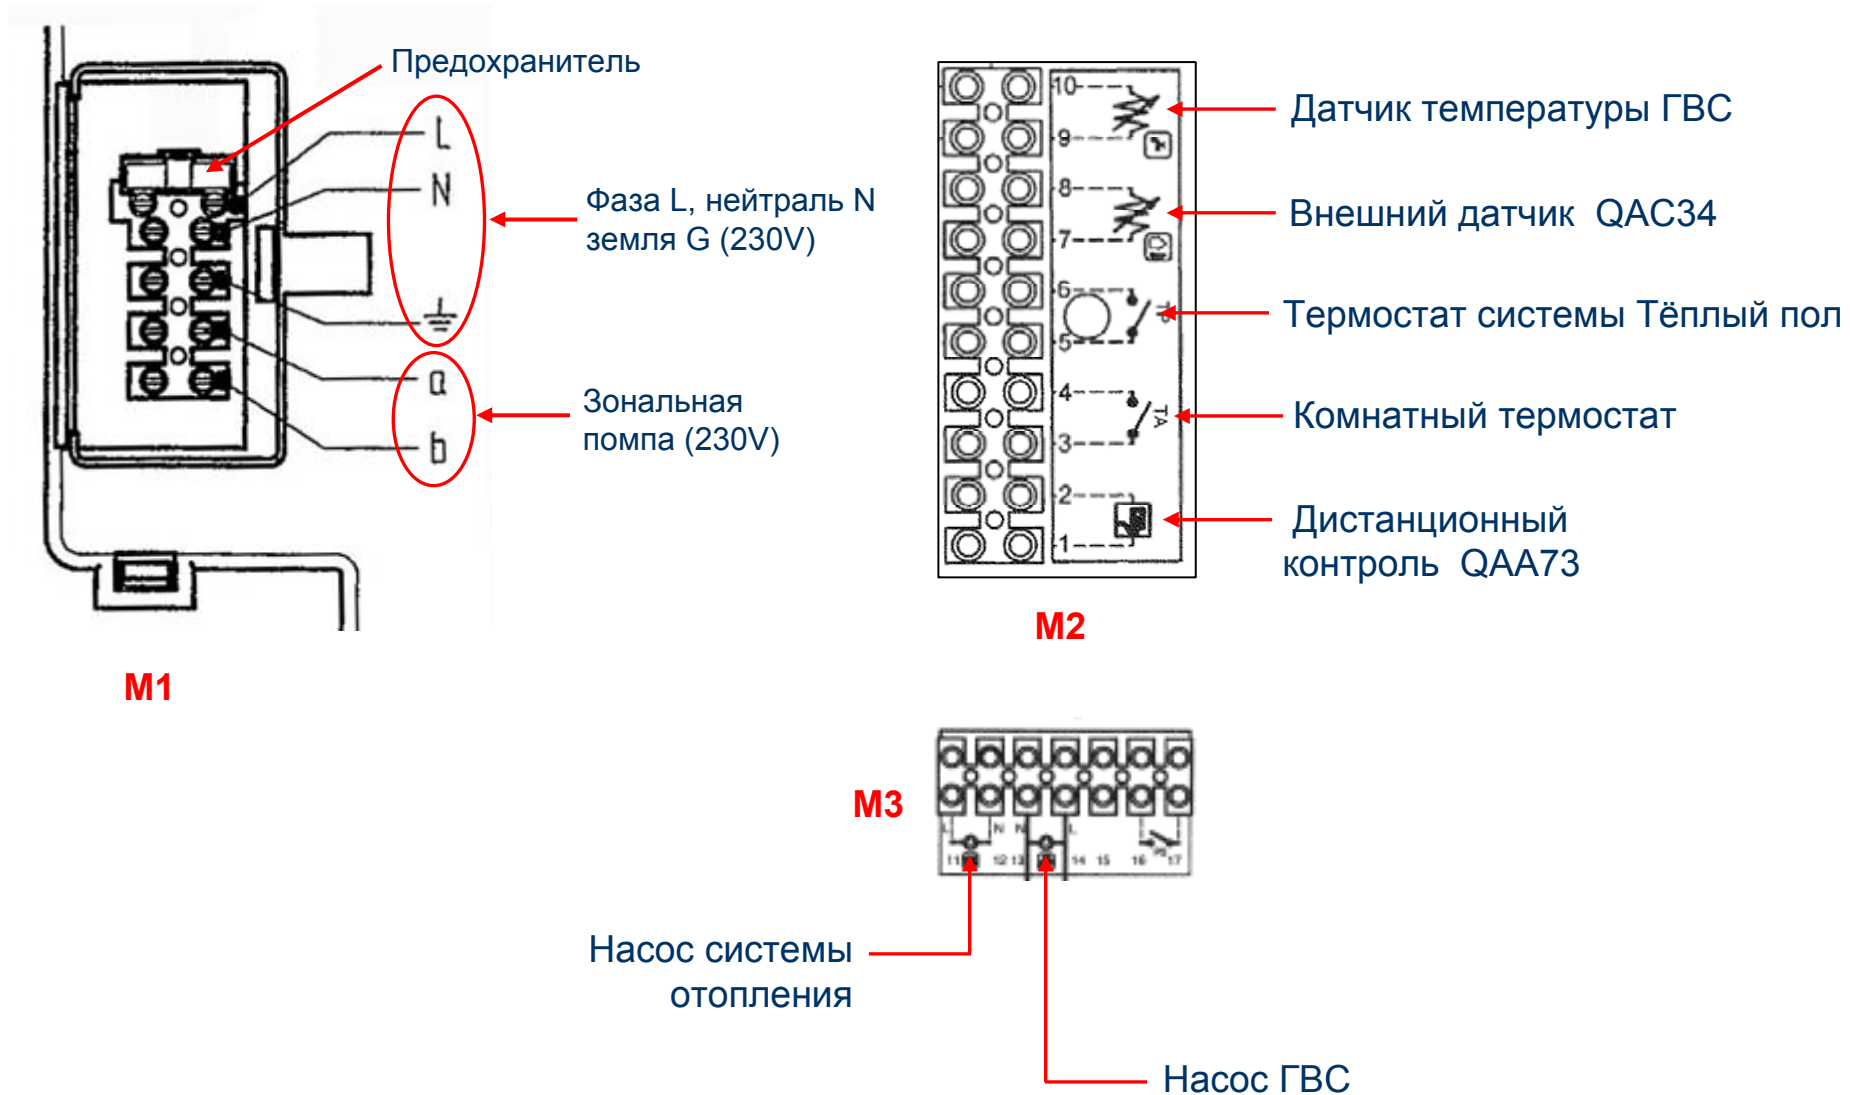 Предохранитель
L
N
Фаза L, нейтраль N
земля G (230V)
a
b
Зональная
помпа (230V)
M1
10
9
8
7
6
5
4
3
2
1
TP
TA
Датчик температуры ГВС
Внешний датчик QAC34
Термостат системы Тёплый пол
Комнатный термостат
Дистанционный
контроль QAA73
M2
M3
L N N L
11 12 13 14 15 16 17
Насос системы
отопления
Насос ГВС